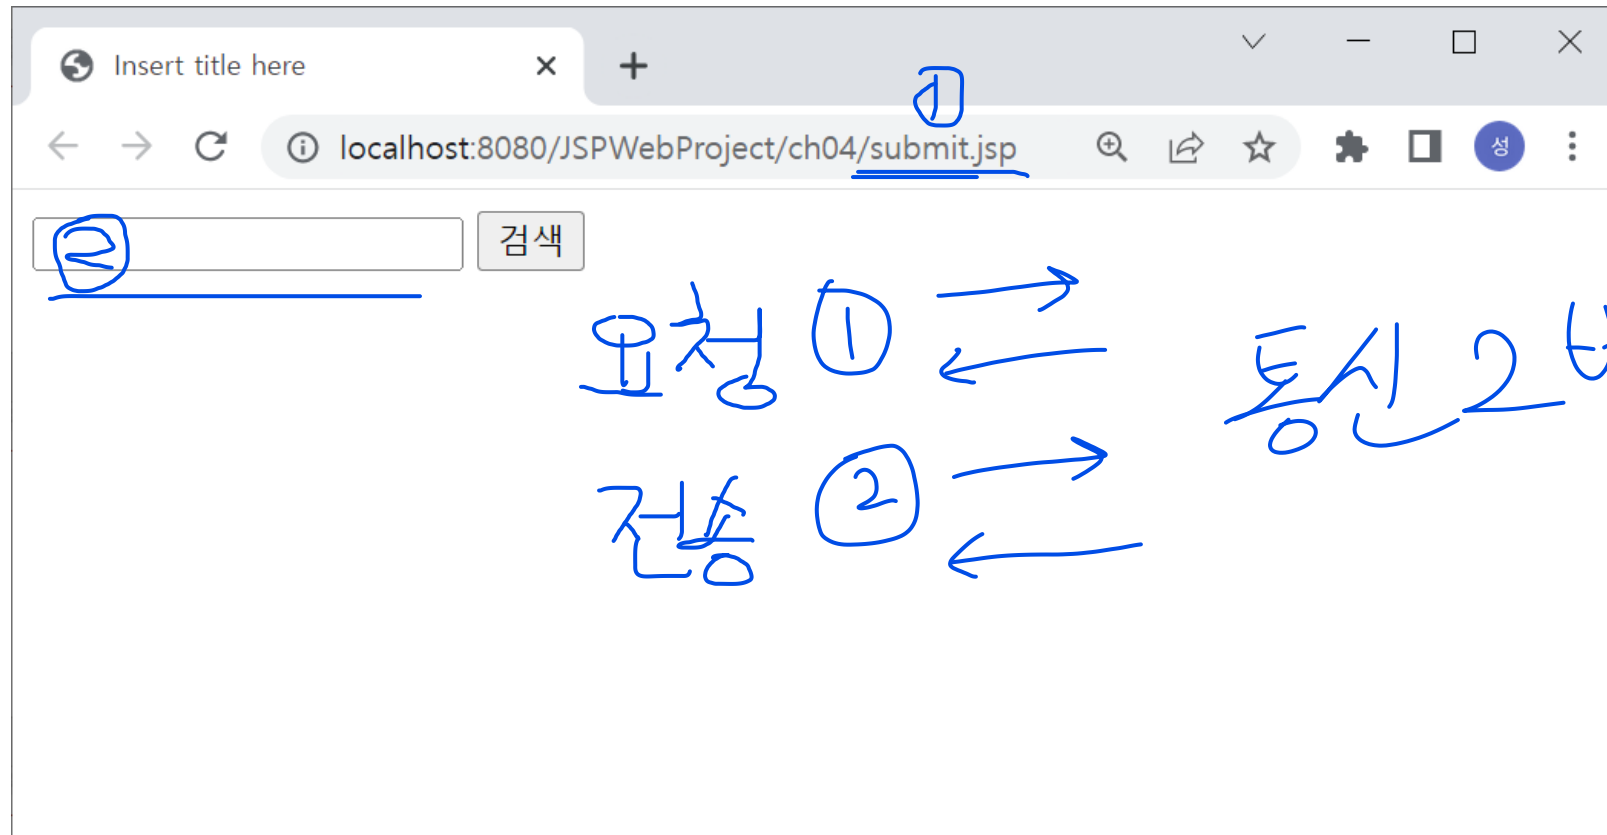 Insert title here
①
localhost:8080/JSPWebProject/ch04/submit.jsp 성
② 검색
요청 ①
통신 2
전송 ②